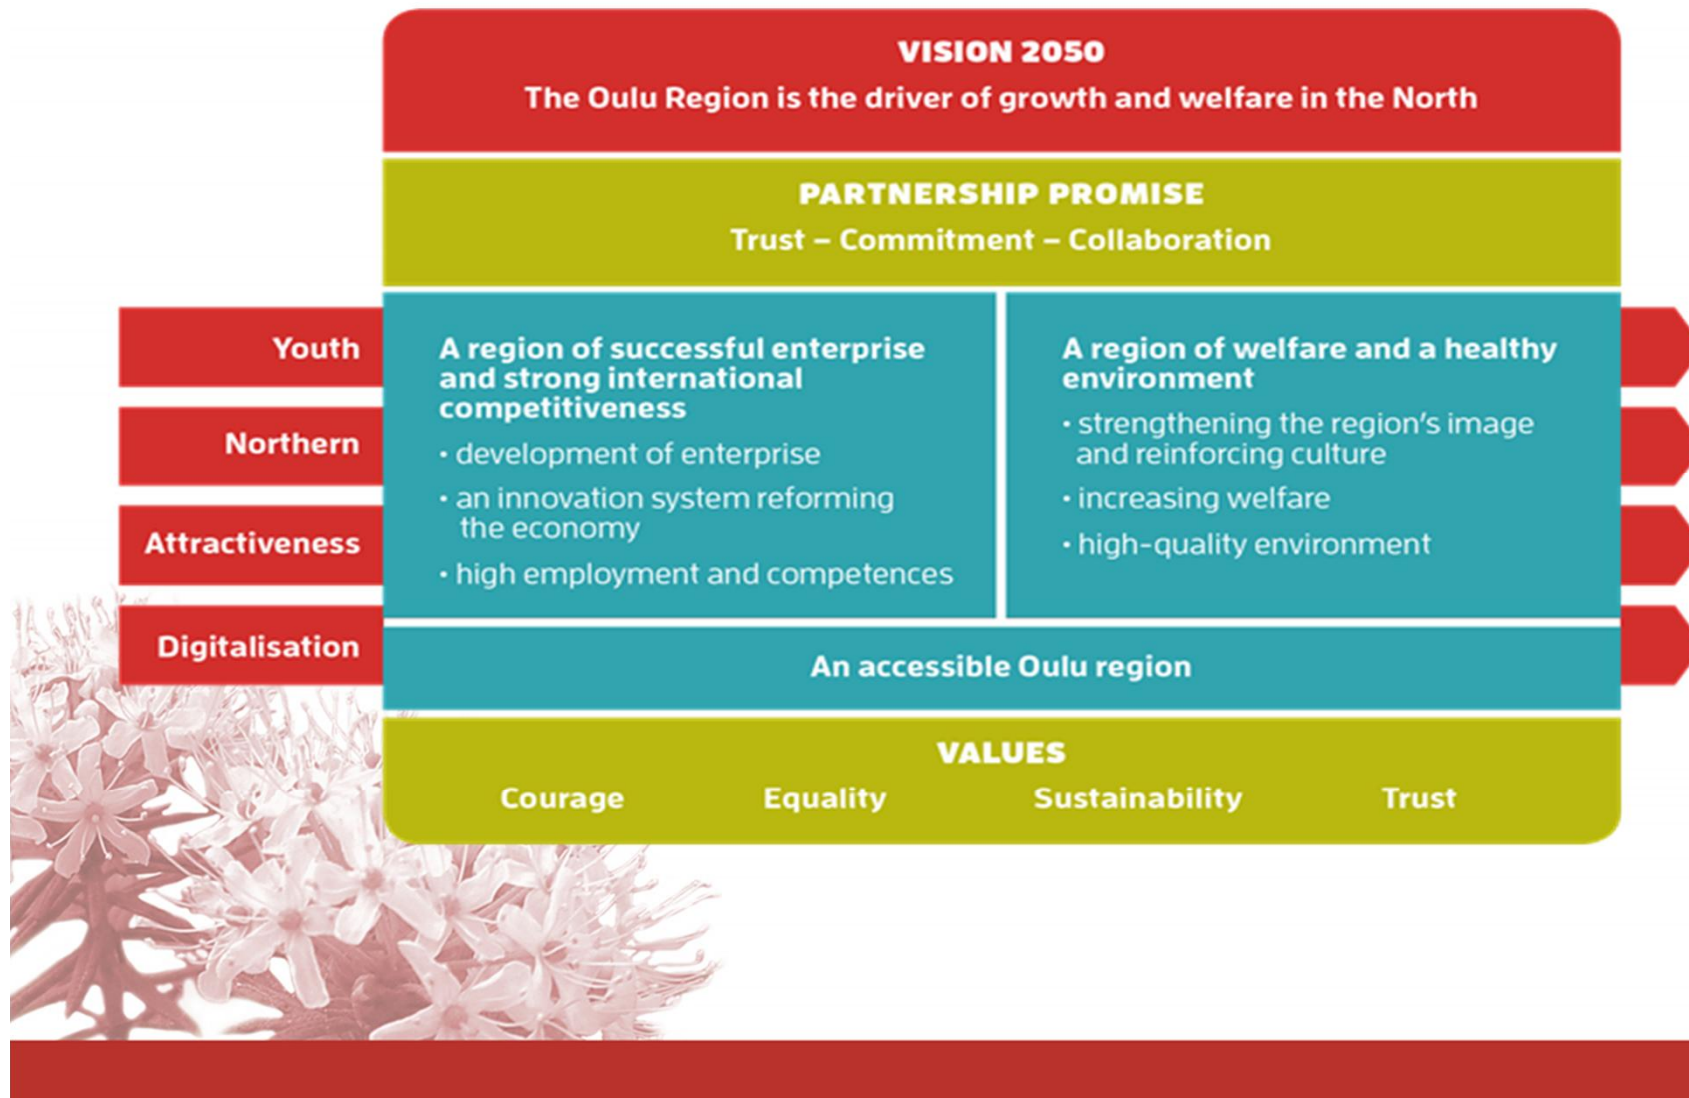 VISION 2050
The Oulu Region is the driver of growth and welfare in the North
PARTNERSHIP PROMISE
Trust – Commitment – Collaboration
Youth
Northern
Attractiveness
Digitalisation
A region of successful enterprise
and strong international
competitiveness
• development of enterprise
• an innovation system reforming
the economy
• high employment and competences
A region of welfare and a healthy
environment
• strengthening the region's image
and reinforcing culture
• increasing welfare
• high-quality environment
An accessible Oulu region
VALUES
Courage Equality Sustainability Trust